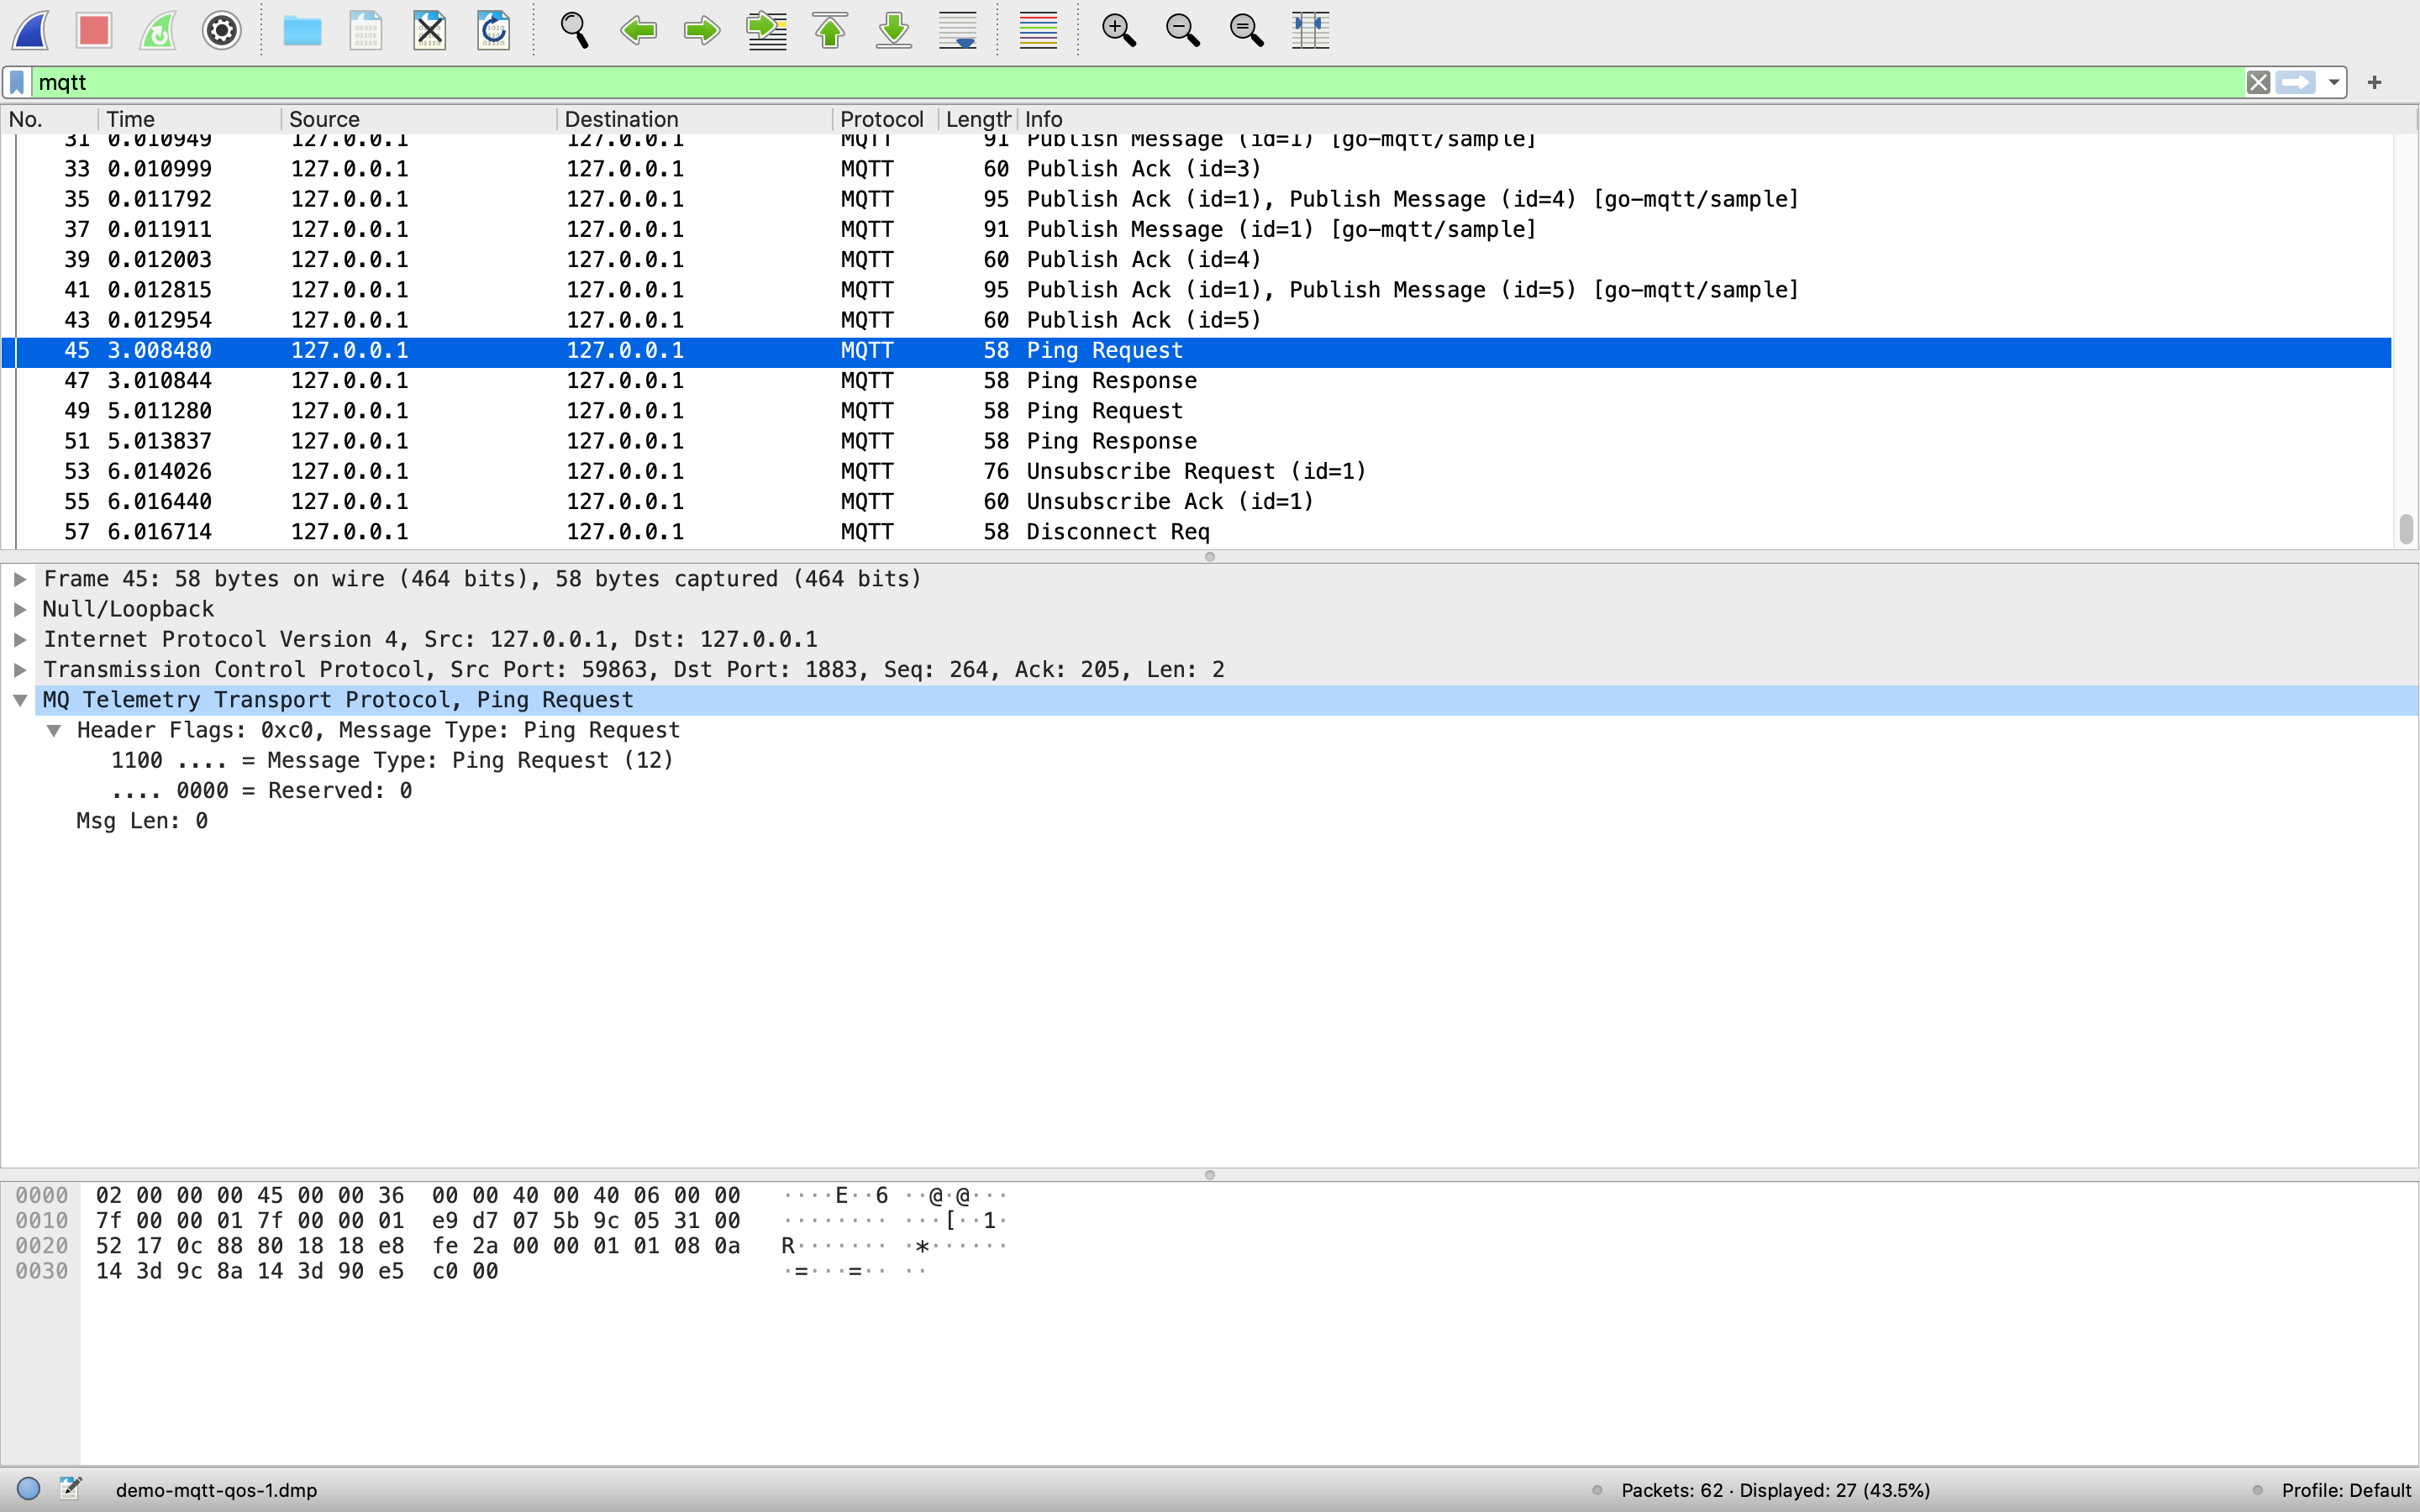 mqtt
No. Time Source Destination Protocol Length Info
31 0.010949 127.0.0.1 127.0.0.1 MQTT 91 Publish Message (id=1) [go-mqtt/sample]
33 0.010999 127.0.0.1 127.0.0.1 MQTT 60 Publish Ack (id=3)
35 0.011792 127.0.0.1 127.0.0.1 MQTT 95 Publish Ack (id=1), Publish Message (id=4) [go-mqtt/sample]
37 0.011911 127.0.0.1 127.0.0.1 MQTT 91 Publish Message (id=1) [go-mqtt/sample]
39 0.012003 127.0.0.1 127.0.0.1 MQTT 60 Publish Ack (id=4)
41 0.012815 127.0.0.1 127.0.0.1 MQTT 95 Publish Ack (id=1), Publish Message (id=5) [go-mqtt/sample]
43 0.012954 127.0.0.1 127.0.0.1 MQTT 60 Publish Ack (id=5)
45 3.008480 127.0.0.1 127.0.0.1 MQTT 58 Ping Request
47 3.010844 127.0.0.1 127.0.0.1 MQTT 58 Ping Response
49 5.011280 127.0.0.1 127.0.0.1 MQTT 58 Ping Request
51 5.013837 127.0.0.1 127.0.0.1 MQTT 58 Ping Response
53 6.014026 127.0.0.1 127.0.0.1 MQTT 76 Unsubscribe Request (id=1)
55 6.016440 127.0.0.1 127.0.0.1 MQTT 60 Unsubscribe Ack (id=1)
57 6.016714 127.0.0.1 127.0.0.1 MQTT 58 Disconnect Req
Frame 45: 58 bytes on wire (464 bits), 58 bytes captured (464 bits)
Null/Loopback
Internet Protocol Version 4, Src: 127.0.0.1, Dst: 127.0.0.1
Transmission Control Protocol, Src Port: 59863, Dst Port: 1883, Seq: 264, Ack: 205, Len: 2
MQ Telemetry Transport Protocol, Ping Request
Header Flags: 0xc0, Message Type: Ping Request
1100 .... = Message Type: Ping Request (12)
.... 0000 = Reserved: 0
Msg Len: 0
0000 02 00 00 00 45 00 00 36 00 00 40 00 40 06 00 00 ····E··6 ··@·@···
0010 7f 00 00 01 7f 00 00 01 e9 d7 07 5b 9c 05 31 00 ········ ···[··1·
0020 52 17 0c 88 80 18 18 e8 fe 2a 00 00 01 01 08 0a R······· ·*······
0030 14 3d 9c 8a 14 3d 90 e5 c0 00 ·=···=·· ··
demo-mqtt-qos-1.dmp Packets: 62 · Displayed: 27 (43.5%) Profile: Default